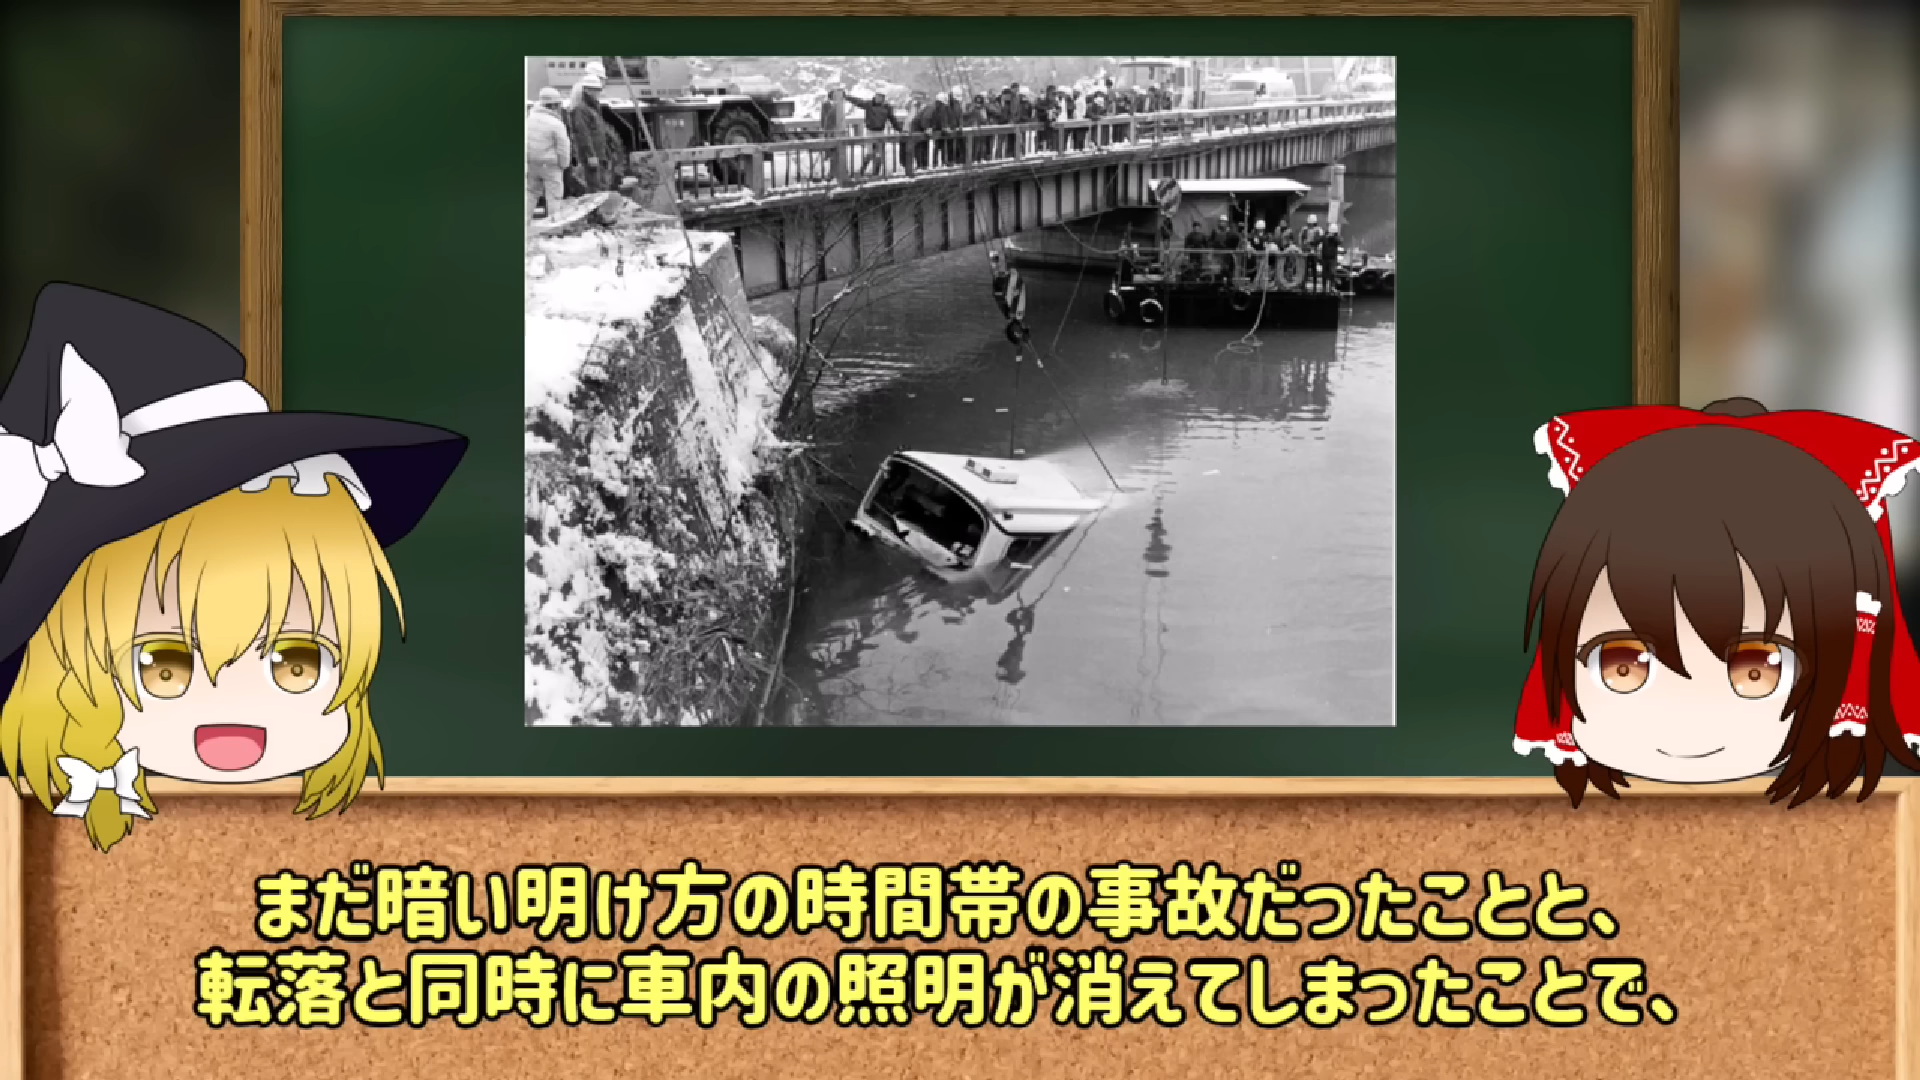 まだ暗い明け方の時間帯の事故だったことと、
転落と同時に車内の照明が消えてしまったことで、